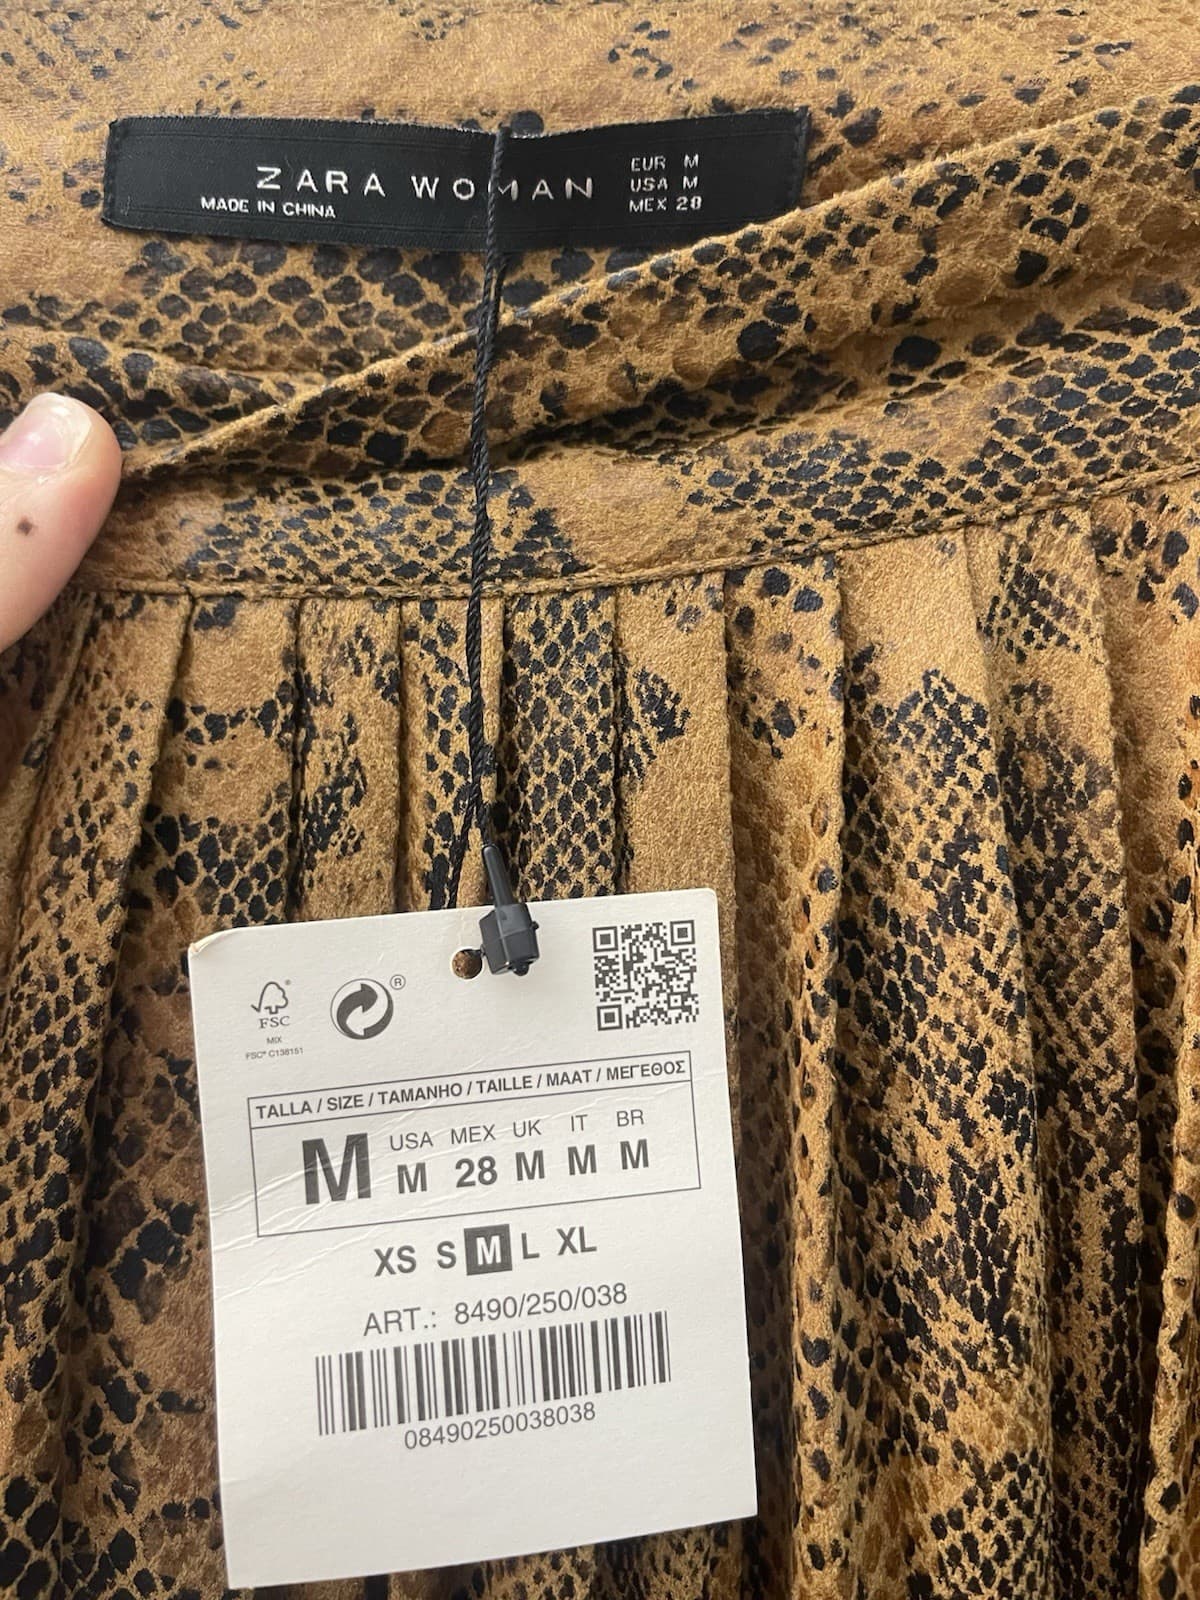 ZARA WOMAN
MADE IN CHINA
EUR M
USA M
MEX 28
FSC®
MIX
FSC® C138151
®
TALLA / SIZE / TAMANHO / TAILLE / MAAT / ΜΕΓΕΘΟΣ
USA MEX UK IT BR
M M 28 M M M
XS S M L XL
ART.: 8490/250/038
08490250038038